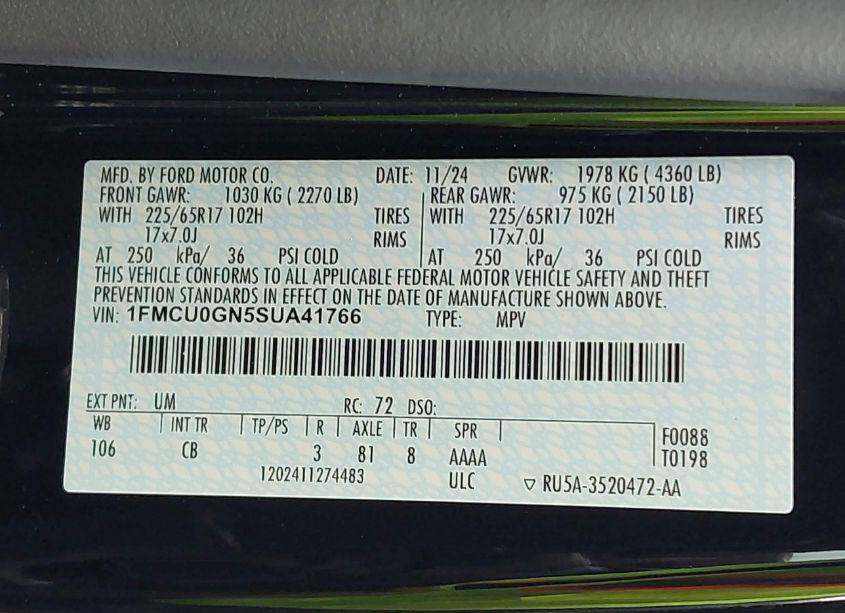 MFD. BY FORD MOTOR CO. DATE: 11/24 GVWR: 1978 KG ( 4360 LB)
FRONT GAWR: 1030 KG ( 2270 LB) REAR GAWR: 975 KG ( 2150 LB)
WITH 225/65R17 102H TIRES WITH 225/65R17 102H TIRES
17x7.0J RIMS 17x7.0J RIMS
AT 250 kPa/ 36 PSI COLD AT 250 kPa/ 36 PSI COLD
THIS VEHICLE CONFORMS TO ALL APPLICABLE FEDERAL MOTOR VEHICLE SAFETY AND THEFT
PREVENTION STANDARDS IN EFFECT ON THE DATE OF MANUFACTURE SHOWN ABOVE.
VIN: 1FMCU0GN5SUA41766 TYPE: MPV
EXT PNT: UM RC: 72 DSO:
WB INT TR TP/PS R AXLE TR SPR F0088
106 CB 3 81 8 AAAA T0198
1202411274483 ULC ▽ RU5A-3520472-AA